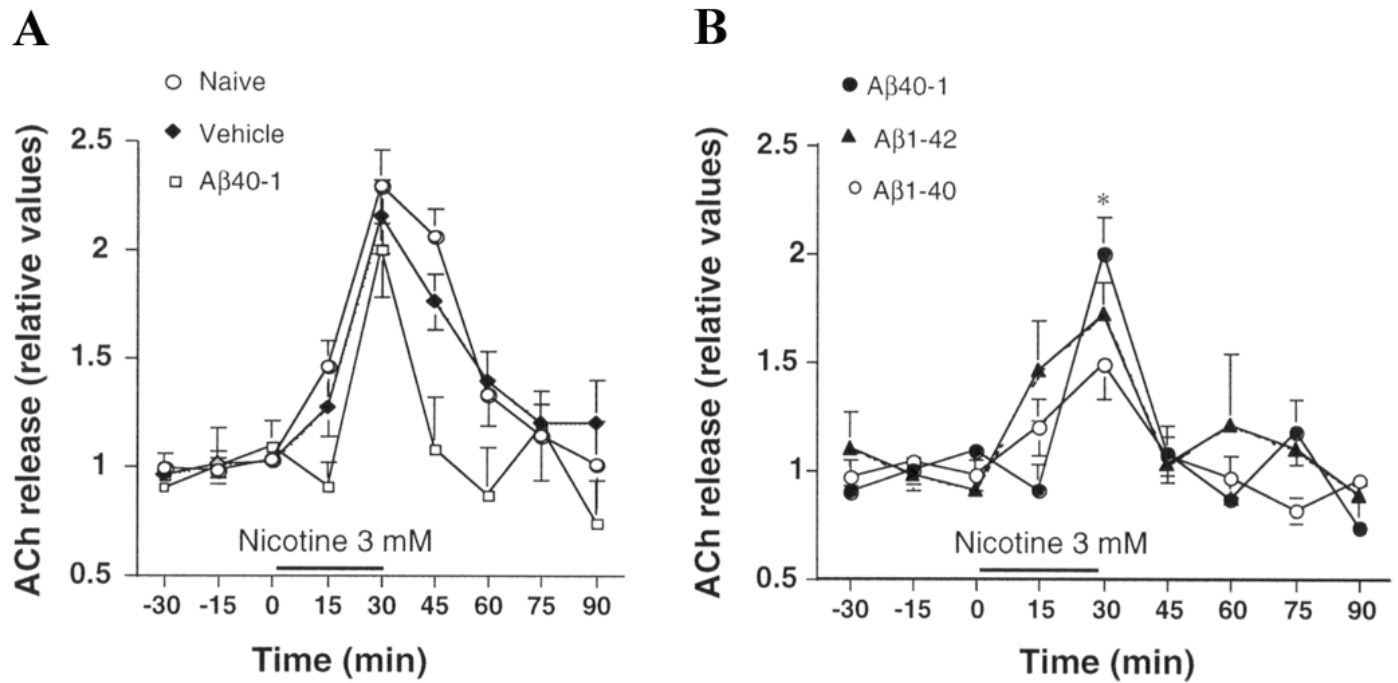 A
Naive
Vehicle
Aβ40-1
ACh release (relative values)
2.5
2
1.5
1
0.5
Nicotine 3 mM
-30 -15 0 15 30 45 60 75 90
Time (min)
B
Aβ40-1
Aβ1-42
Aβ1-40
ACh release (relative values)
2.5
2
1.5
1
0.5
*
Nicotine 3 mM
-30 -15 0 15 30 45 60 75 90
Time (min)